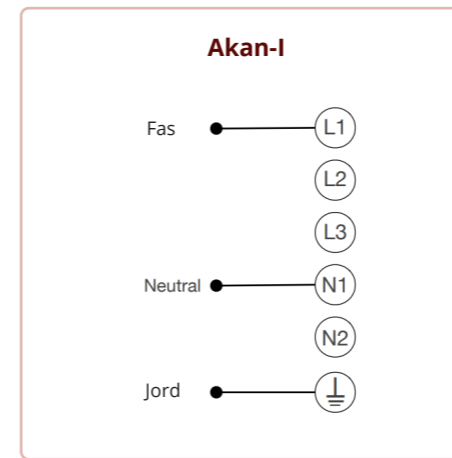 Akan-I
Fas L1
L2
L3
Neutral N1
N2
Jord